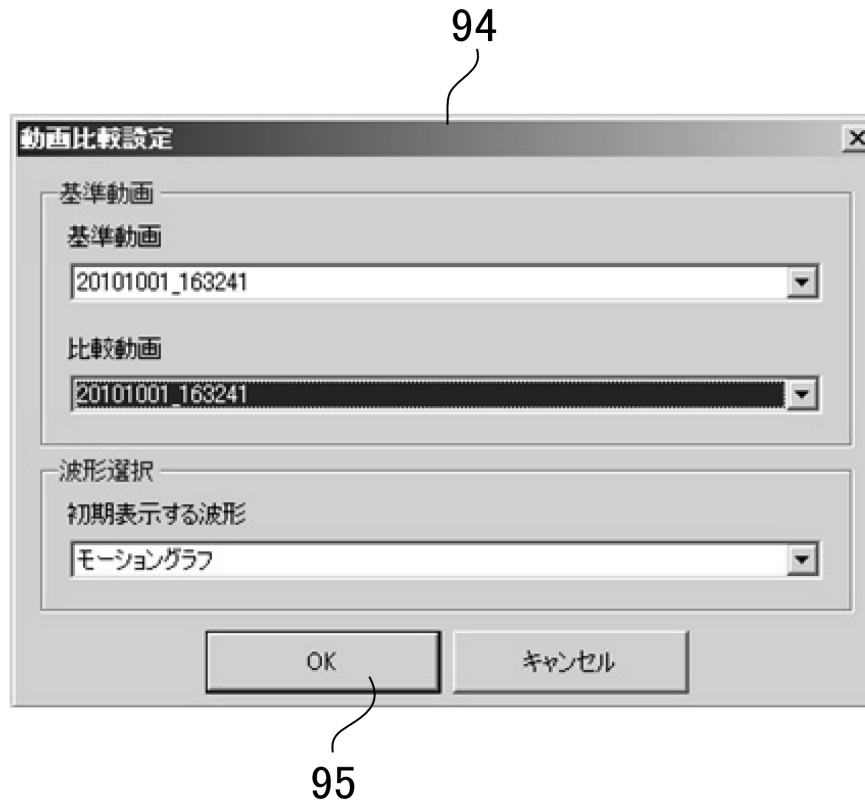 94
動画比較設定
基準動画
基準動画
20101001_163241
比較動画
20101001_163241
波形選択
初期表示する波形
モーショングラフ
OK
キャンセル
95